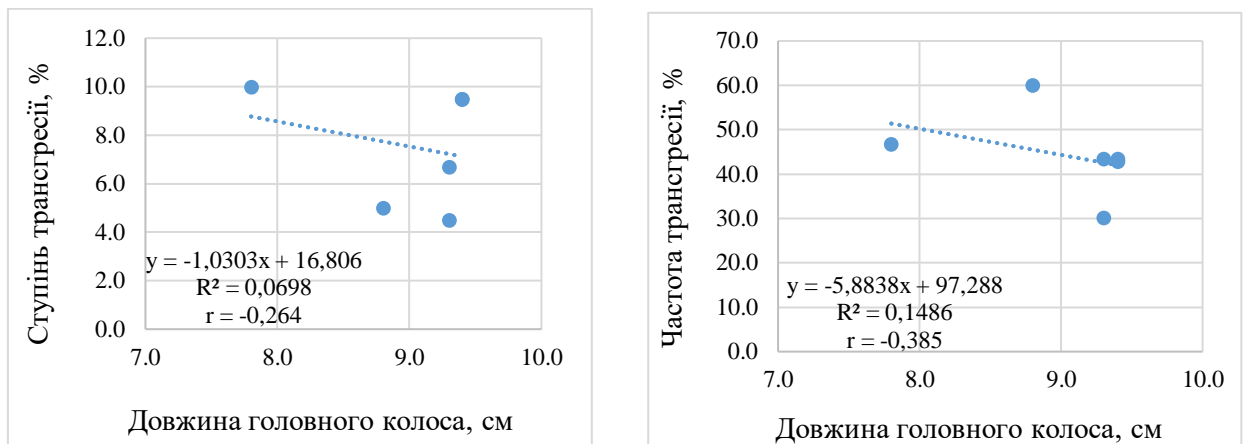 Ступінь трансгресії, %
12.0
10.0
8.0
6.0
4.0
2.0
0.0
y = -1,0303x + 16,806
R² = 0,0698
r = -0,264
7.0 8.0 9.0 10.0
Довжина головного колоса, см
Частота трансгресії, %
70.0
60.0
50.0
40.0
30.0
20.0
10.0
0.0
y = -5,8838x + 97,288
R² = 0,1486
r = -0,385
7.0 8.0 9.0 10.0
Довжина головного колоса, см